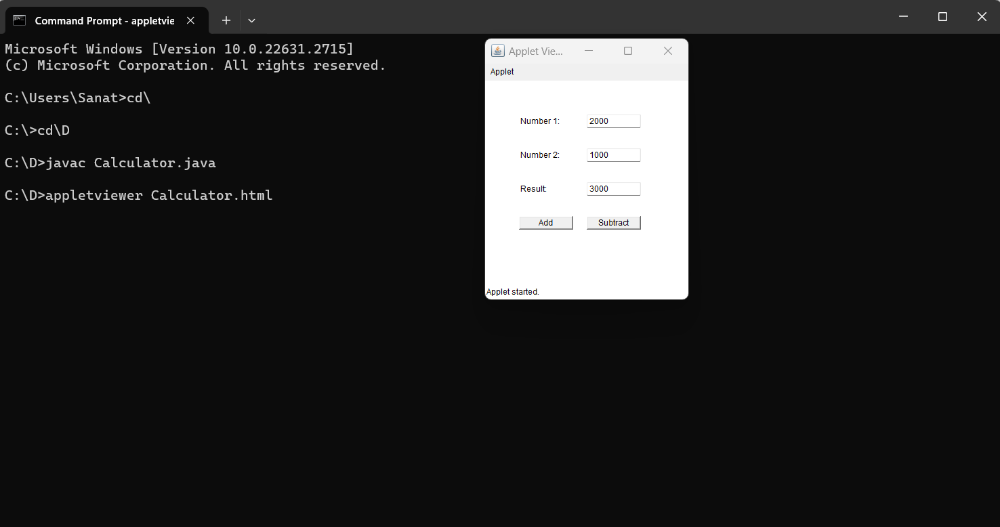 Command Prompt - appletvie
Microsoft Windows [Version 10.0.22631.2715]
(c) Microsoft Corporation. All rights reserved.
C:\Users\Sanat>cd\
C:\>cd\D
C:\D>javac Calculator.java
C:\D>appletviewer Calculator.html
Applet Vie...
Applet
Number 1: 2000
Number 2: 1000
Result: 3000
Add Subtract
Applet started.